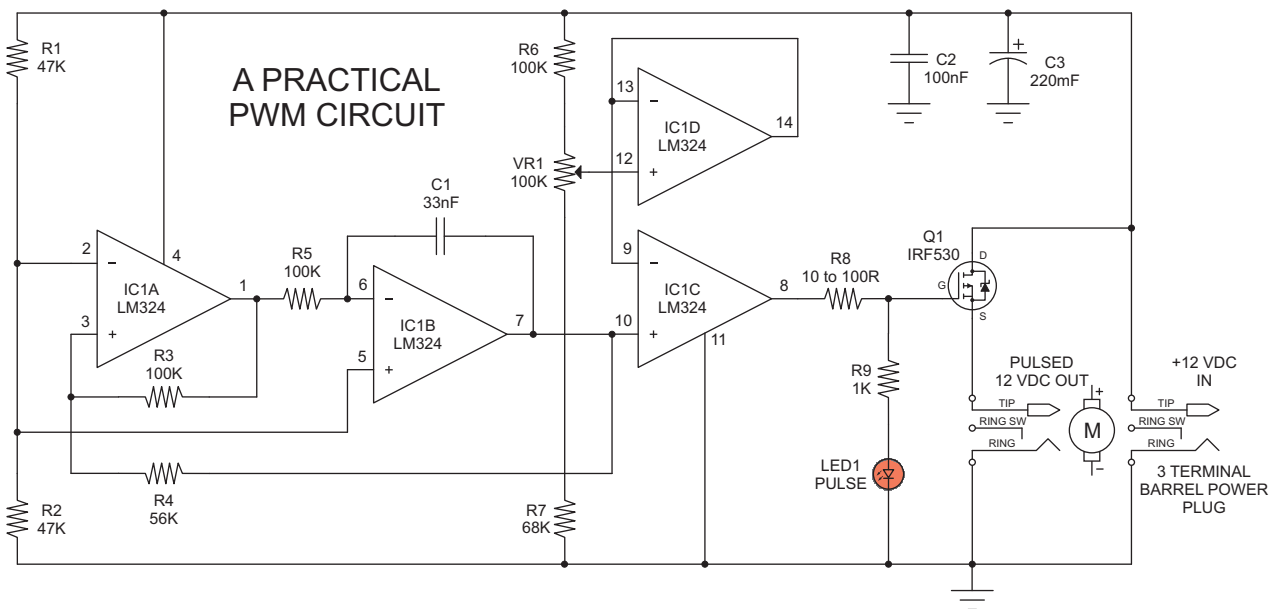 A PRACTICAL
PWM CIRCUIT
R1
47K
R2
47K
2
3
4
1
−
+
IC1A
LM324
R3
100K
R4
56K
R5
100K
C1
33nF
6
5
7
−
+
IC1B
LM324
R6
100K
VR1
100K
R7
68K
13
12
14
−
+
IC1D
LM324
9
10
8
11
−
+
IC1C
LM324
R8
10 to 100R
R9
1K
LED1
PULSE
C2
100nF
+
C3
220mF
Q1
IRF530
D
G
S
PULSED
12 VDC OUT
TIP
RING SW
RING
+
M
−
+12 VDC
IN
TIP
RING SW
RING
3 TERMINAL
BARREL POWER
PLUG